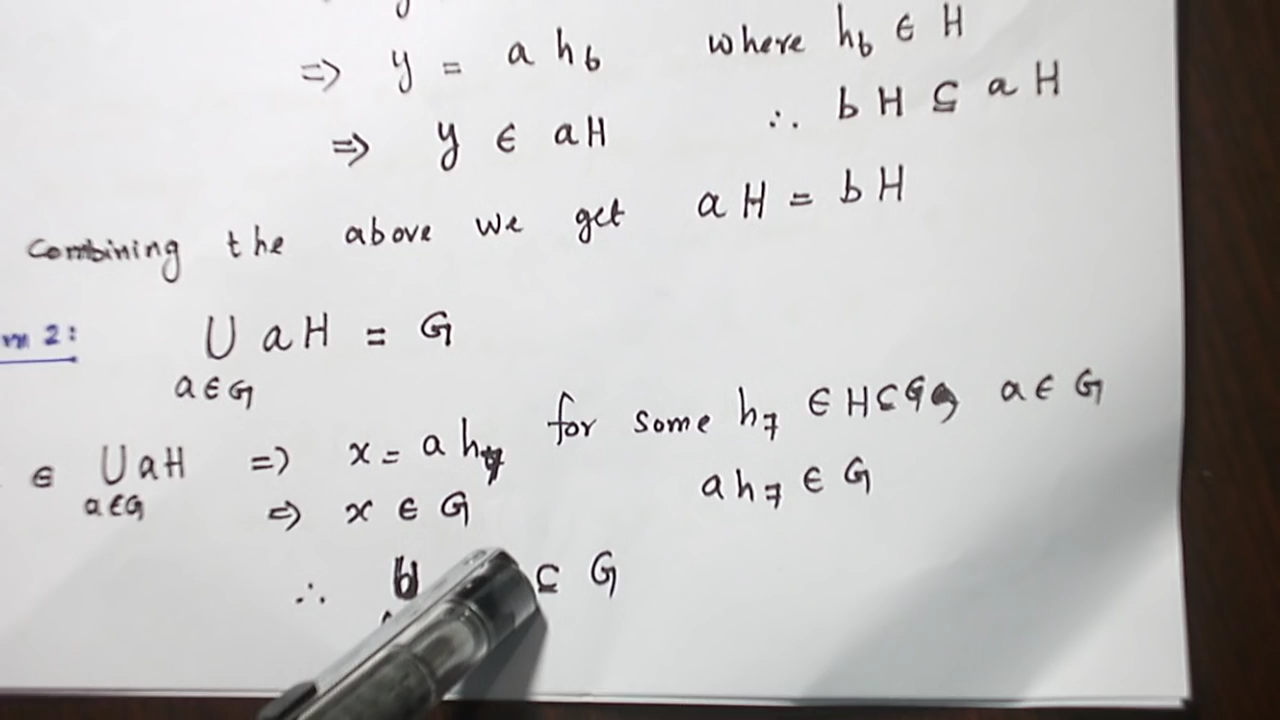 ⇒ y = a h₆ where h₆ ∈ H
⇒ y ∈ aH ∴ bH ⊆ aH
Combining the above we get aH = bH
m 2: ∪ aH = G
a∈G
∈ ∪ aH ⇒ x = a h₇ for some h₇ ∈ H ⊆ G, a ∈ G
a∈G ⇒ x ∈ G a h₇ ∈ G
∴ ⊆ G